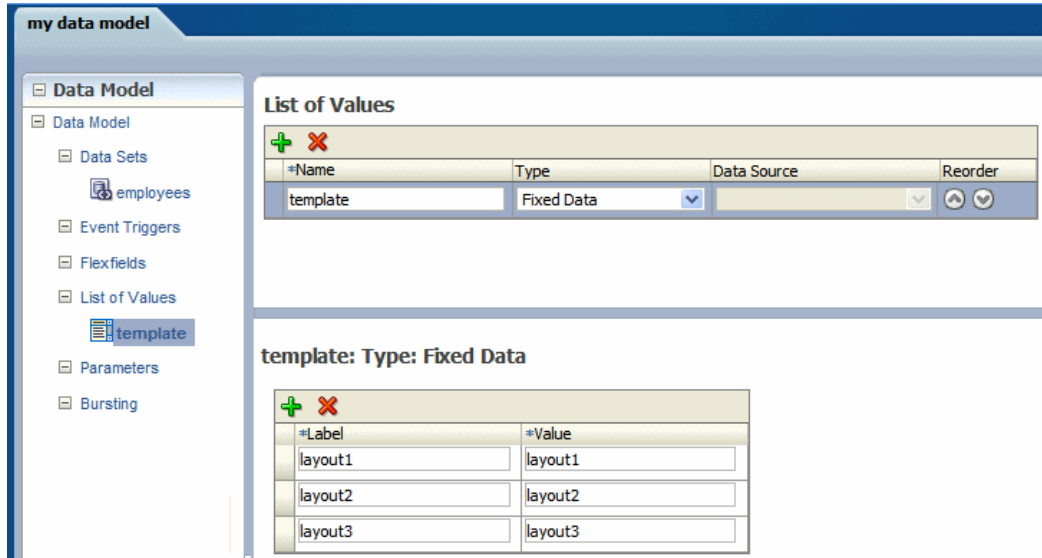 my data model
Data Model
Data Model
Data Sets
employees
Event Triggers
Flexfields
List of Values
template
Parameters
Bursting
List of Values
*Name Type Data Source Reorder
template Fixed Data
template: Type: Fixed Data
*Label *Value
layout1 layout1
layout2 layout2
layout3 layout3